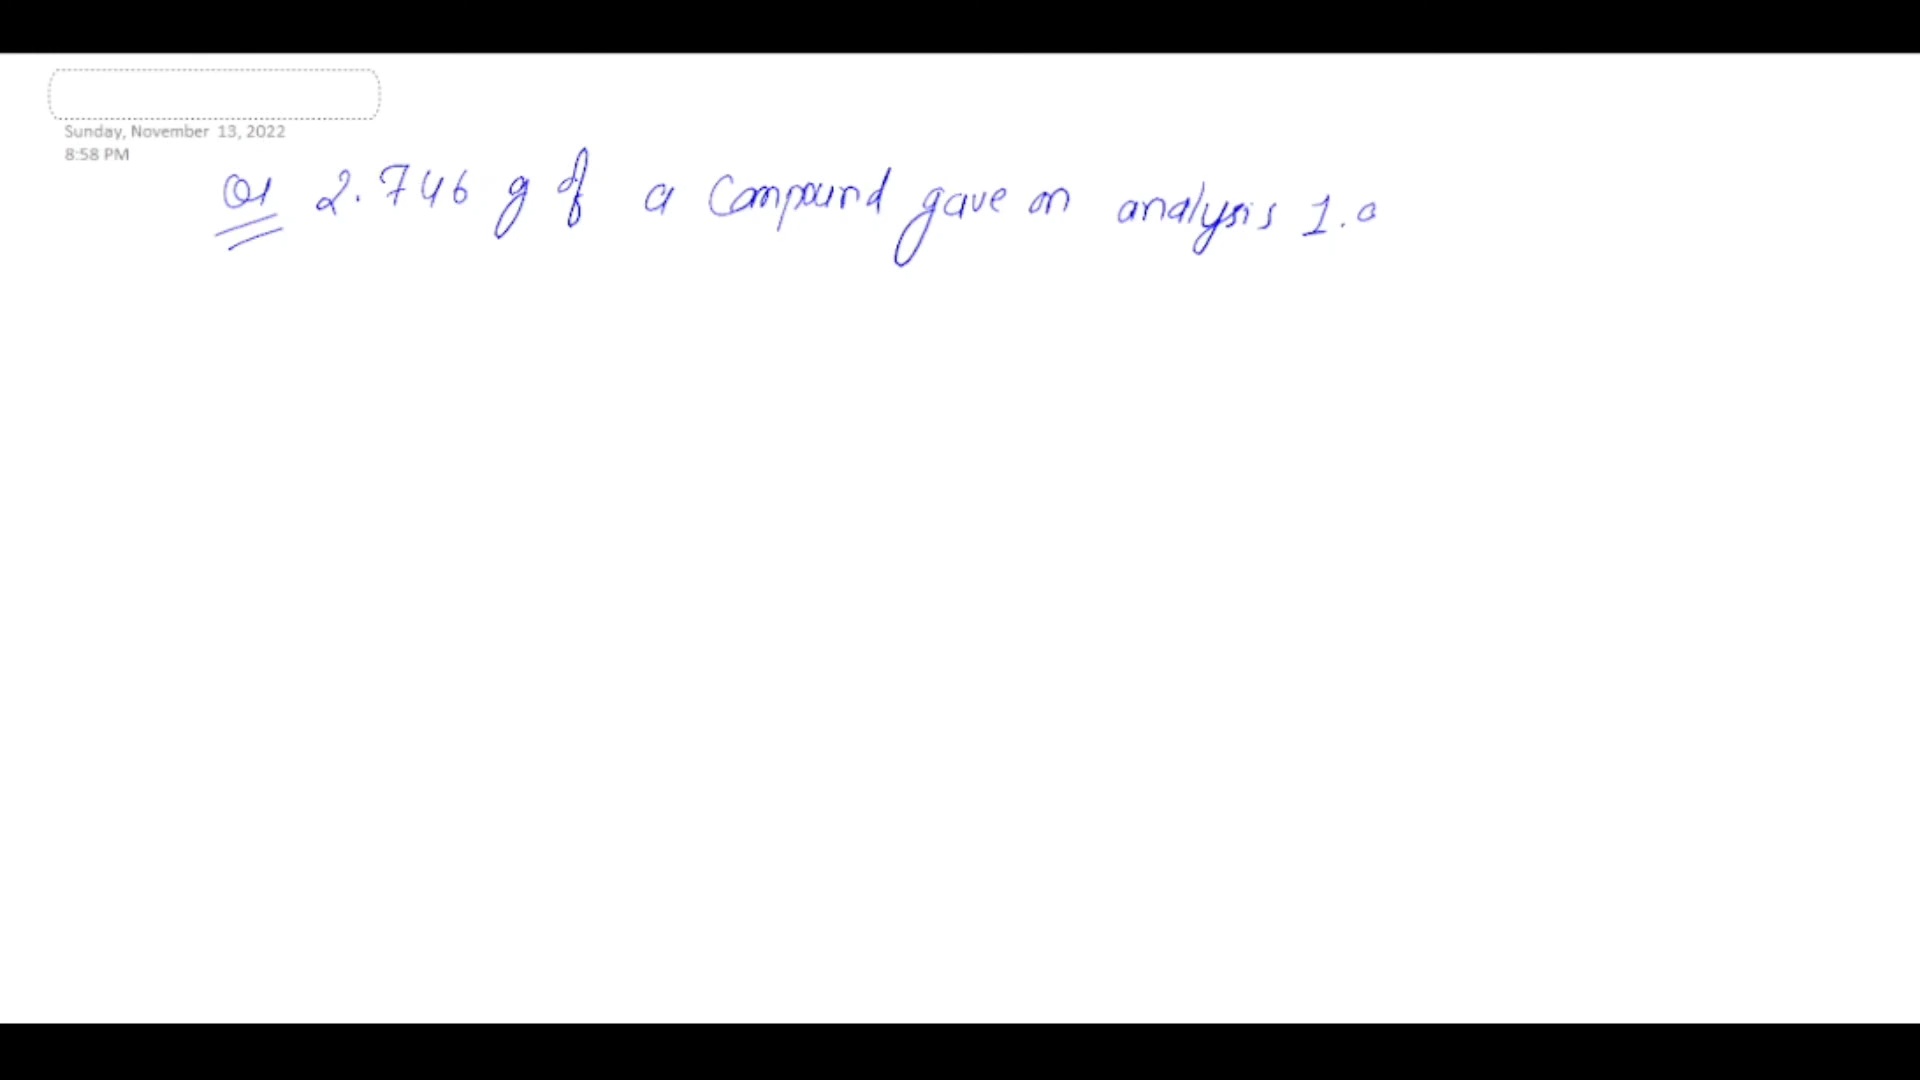 Sunday, November 13, 2022
8:58 PM
Q1 2.746 g of a Compound gave on analysis 1.0